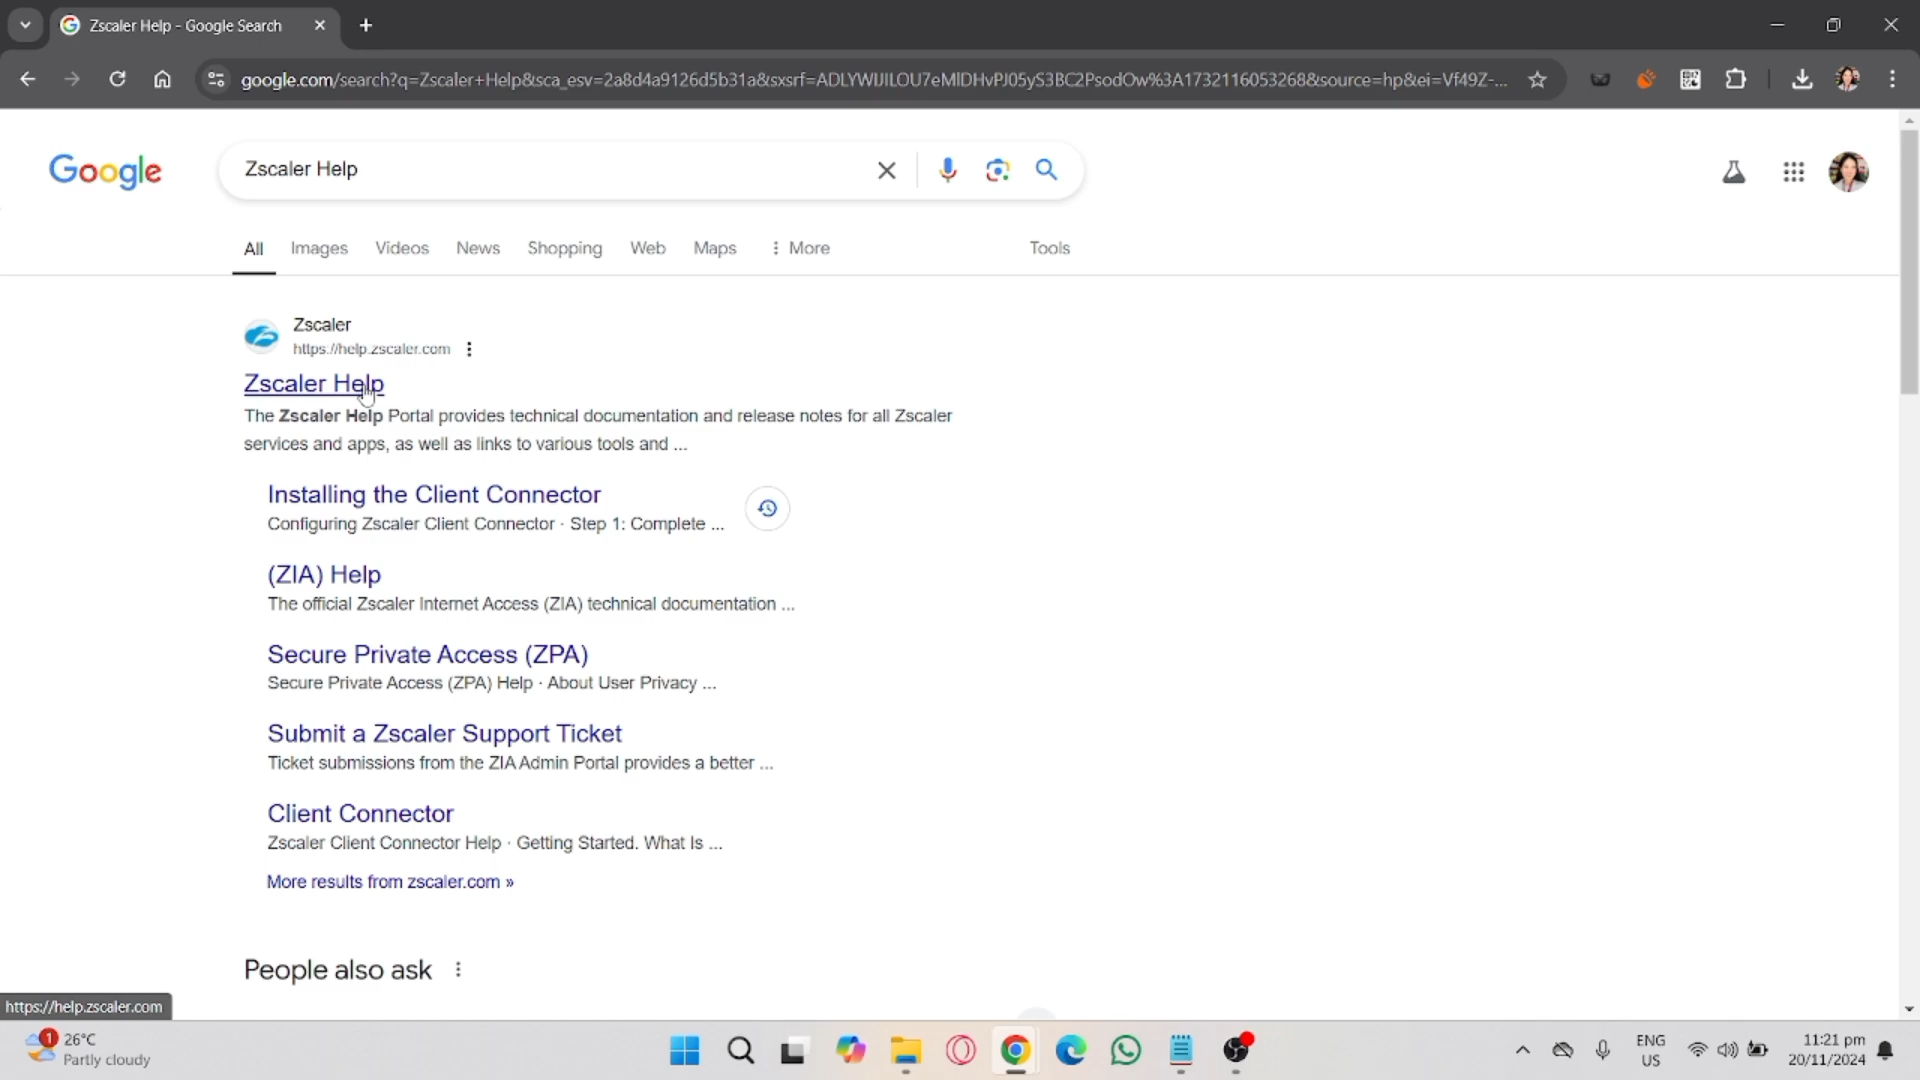 Zscaler Help - Google Search
google.com/search?q=Zscaler+Help&sca_esv=2a8d4a9126d5b31a&sxsrf=ADLYWIJILOU7eMlDHvPJ05yS3BC2PsodOw%3A1732116053268&source=hp&ei=Vf49Z-...
Google
Zscaler Help
All Images Videos News Shopping Web Maps More Tools
Zscaler
https://help.zscaler.com
Zscaler Help
The Zscaler Help Portal provides technical documentation and release notes for all Zscaler
services and apps, as well as links to various tools and ...
Installing the Client Connector
Configuring Zscaler Client Connector · Step 1: Complete ...
(ZIA) Help
The official Zscaler Internet Access (ZIA) technical documentation ...
Secure Private Access (ZPA)
Secure Private Access (ZPA) Help · About User Privacy ...
Submit a Zscaler Support Ticket
Ticket submissions from the ZIA Admin Portal provides a better ...
Client Connector
Zscaler Client Connector Help · Getting Started. What Is ...
More results from zscaler.com »
People also ask
https://help.zscaler.com
1
26°C
Partly cloudy
ENG
US
11:21 pm
20/11/2024